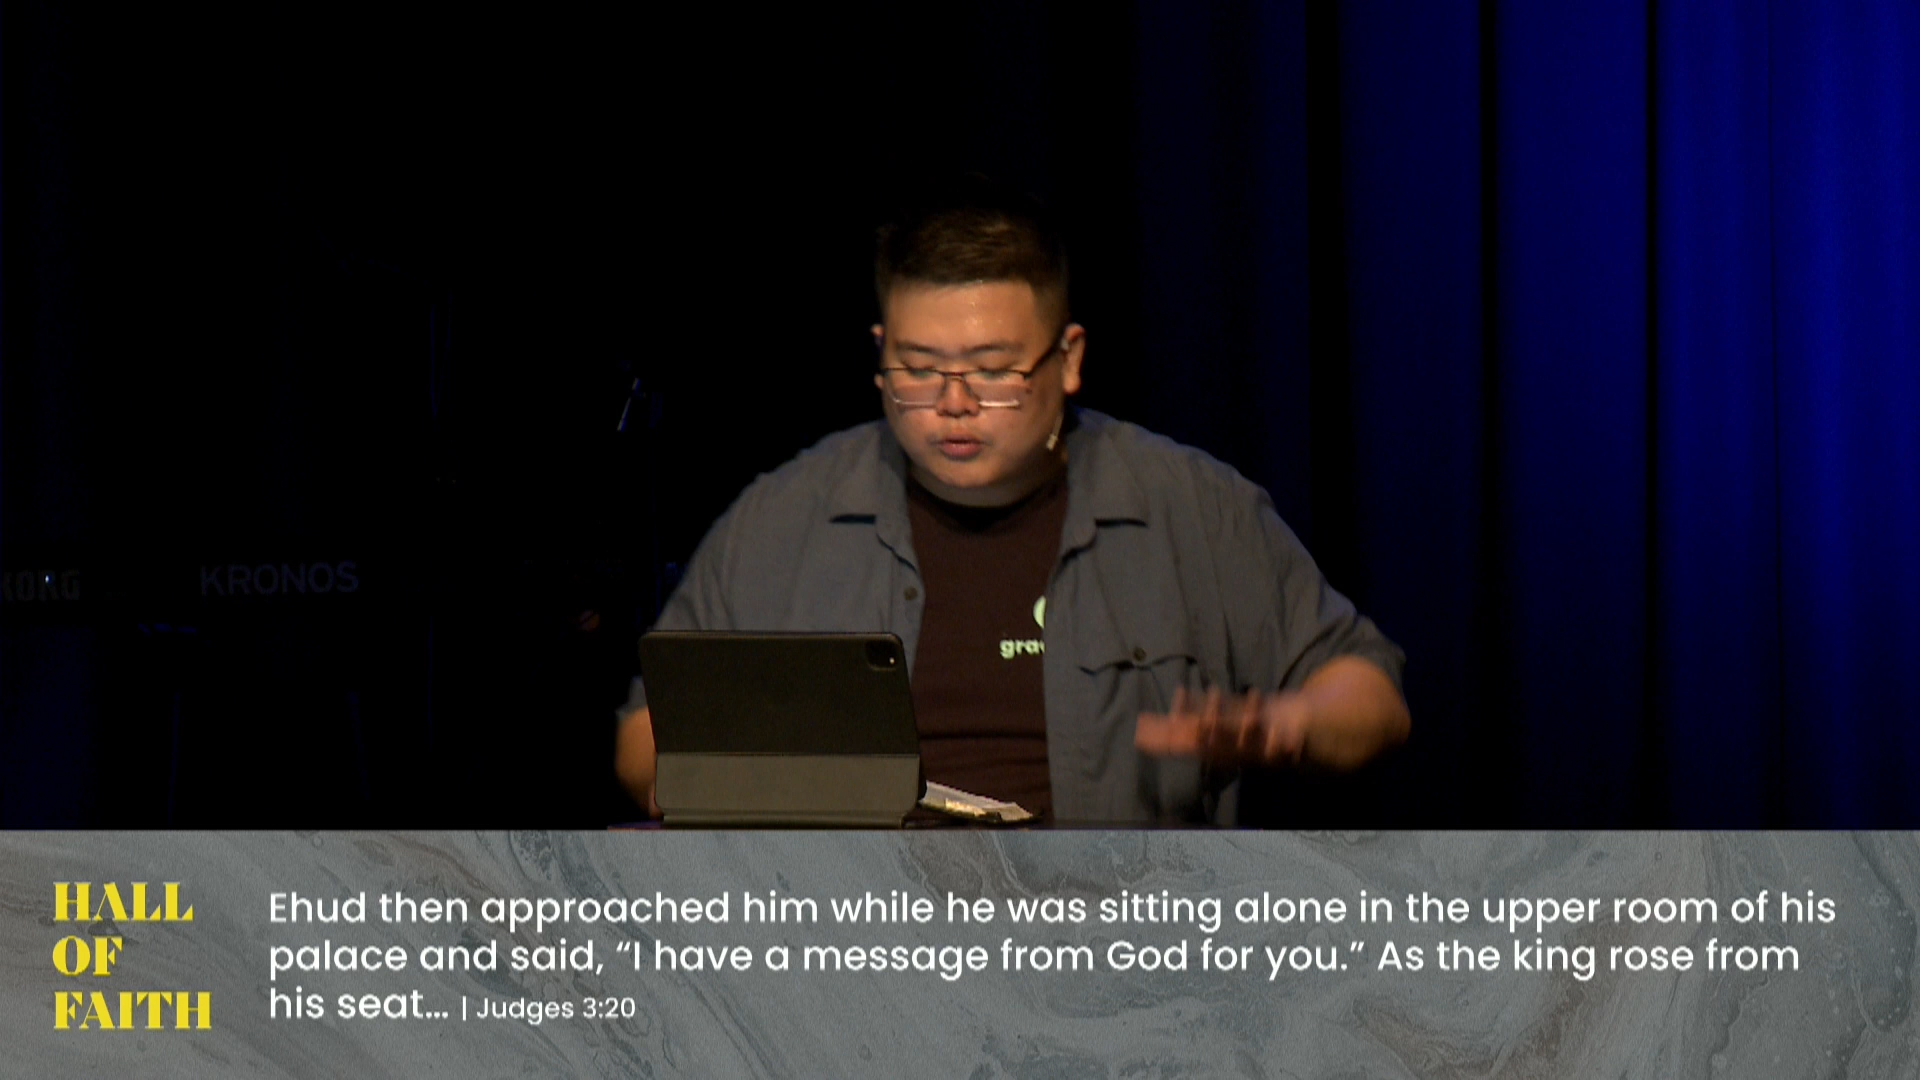 KORG
KRONOS
gra
HALL
OF
FAITH
Ehud then approached him while he was sitting alone in the upper room of his
palace and said, “I have a message from God for you.” As the king rose from
his seat... | Judges 3:20